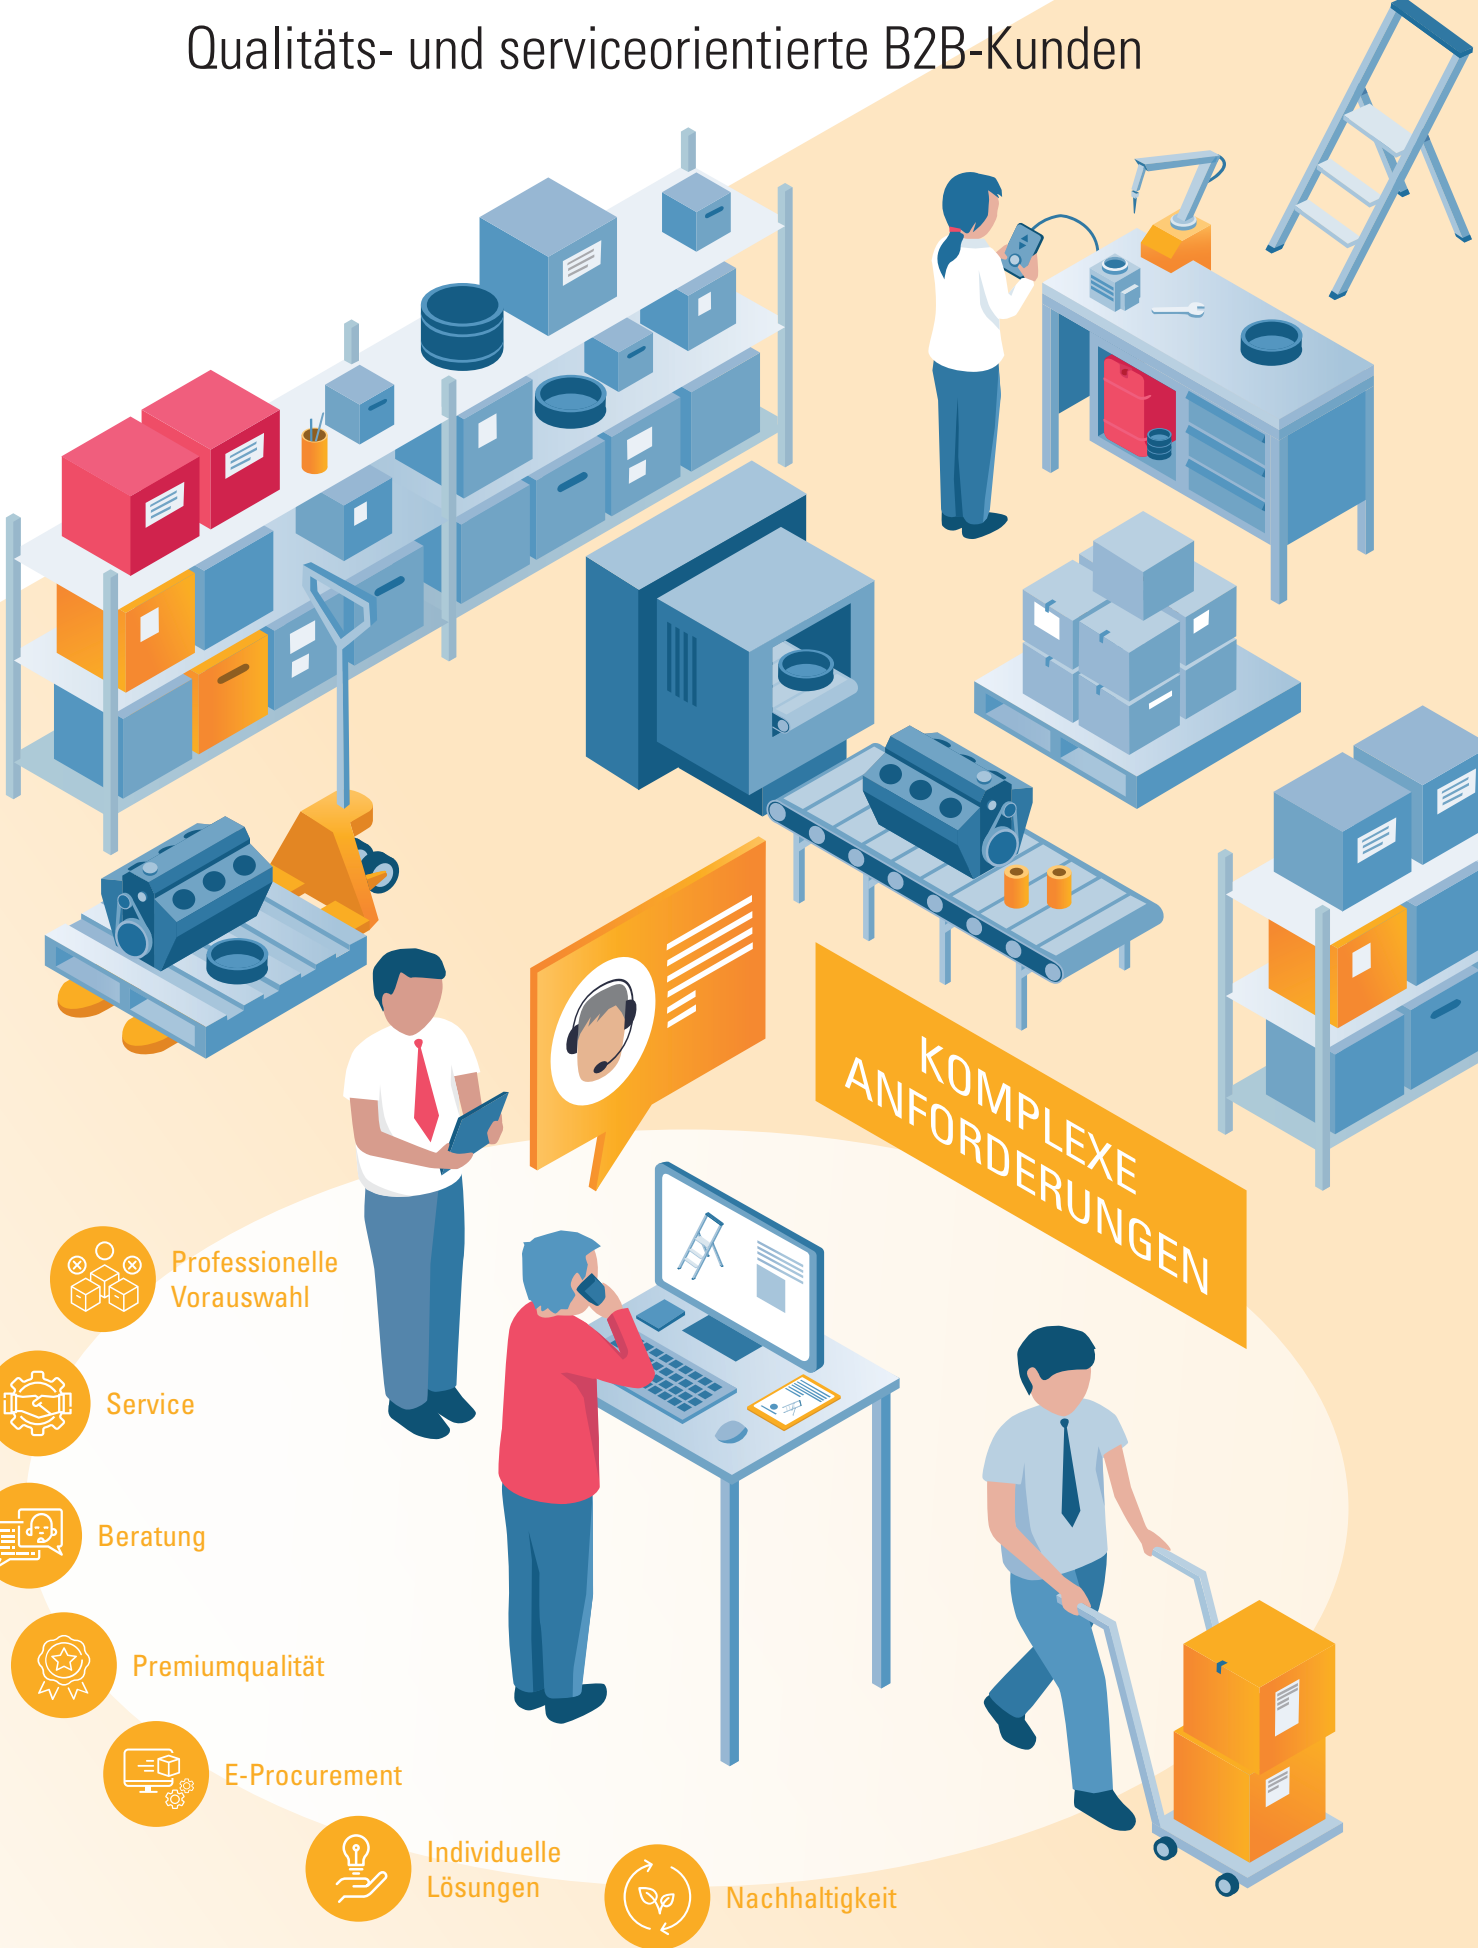 Qualitäts- und serviceorientierte B2B-Kunden
KOMPLEXE
ANFORDERUNGEN
Professionelle
Vorauswahl
Service
Beratung
Premiumqualität
E-Procurement
Individuelle
Lösungen
Nachhaltigkeit